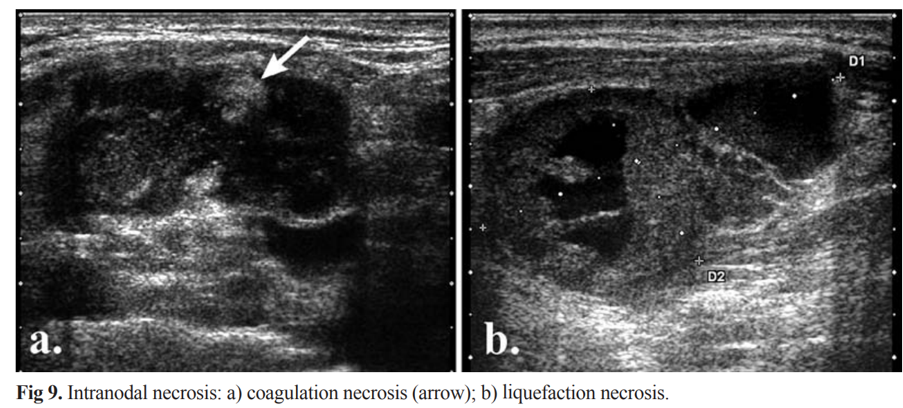 D1
D2
a.
b.
Fig 9. Intranodal necrosis: a) coagulation necrosis (arrow); b) liquefaction necrosis.